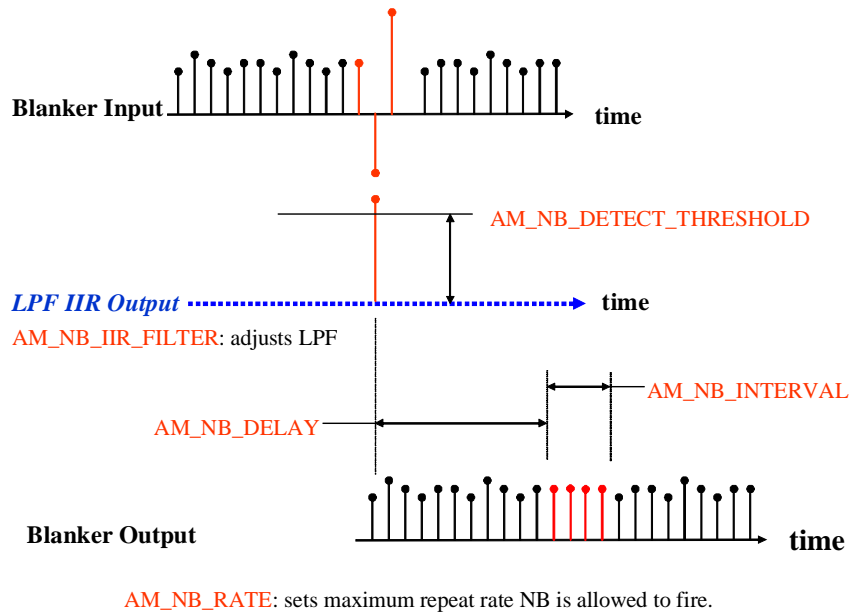 Blanker Input
time
AM_NB_DETECT_THRESHOLD
LPF IIR Output
time
AM_NB_IIR_FILTER: adjusts LPF
AM_NB_INTERVAL
AM_NB_DELAY
Blanker Output
time
AM_NB_RATE: sets maximum repeat rate NB is allowed to fire.